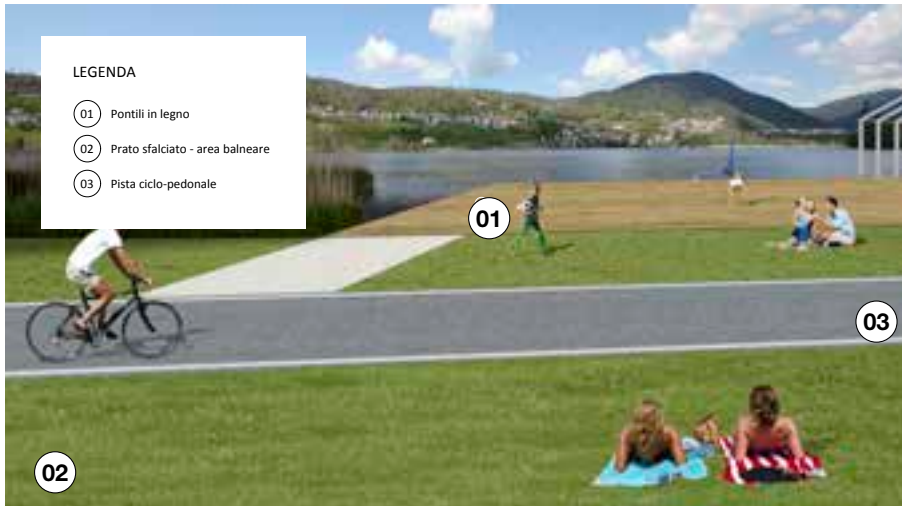 LEGENDA
01 Pontili in legno
02 Prato sfalciato - area balneare
03 Pista ciclo-pedonale
01
03
02